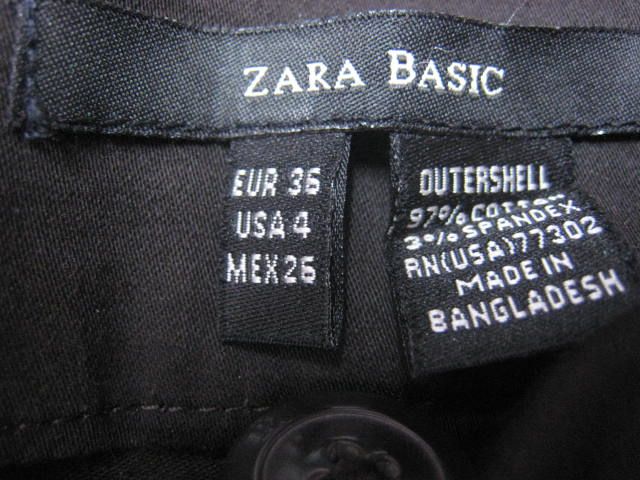 ZARA BASIC
EUR 36
USA 4
MEX 26
OUTERSHELL
97% COTTON
3% SPANDEX
RN(USA)77302
MADE IN
BANGLADESH